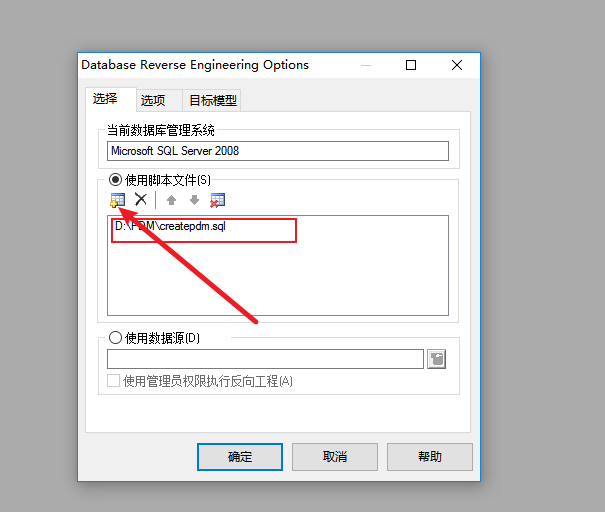 Database Reverse Engineering Options
选择 选项 目标模型
当前数据库管理系统
Microsoft SQL Server 2008
使用脚本文件(S)
D:\PDM\createpdm.sql
使用数据源(D)
使用管理员权限执行反向工程(A)
确定 取消 帮助